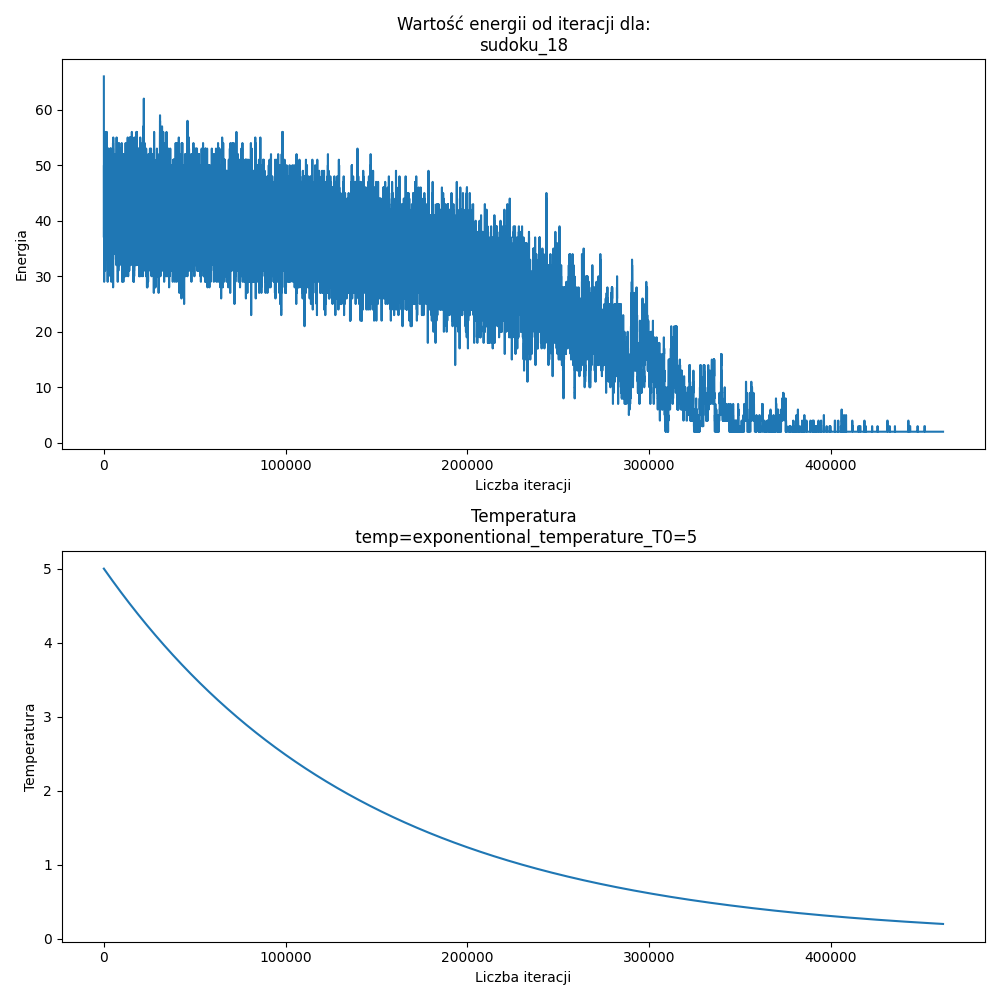 Wartość energii od iteracji dla:
sudoku_18
Energia
60
50
40
30
20
10
0
0 100000 200000 300000 400000
Liczba iteracji
Temperatura
temp=exponentional_temperature_T0=5
Temperatura
5
4
3
2
1
0
0 100000 200000 300000 400000
Liczba iteracji